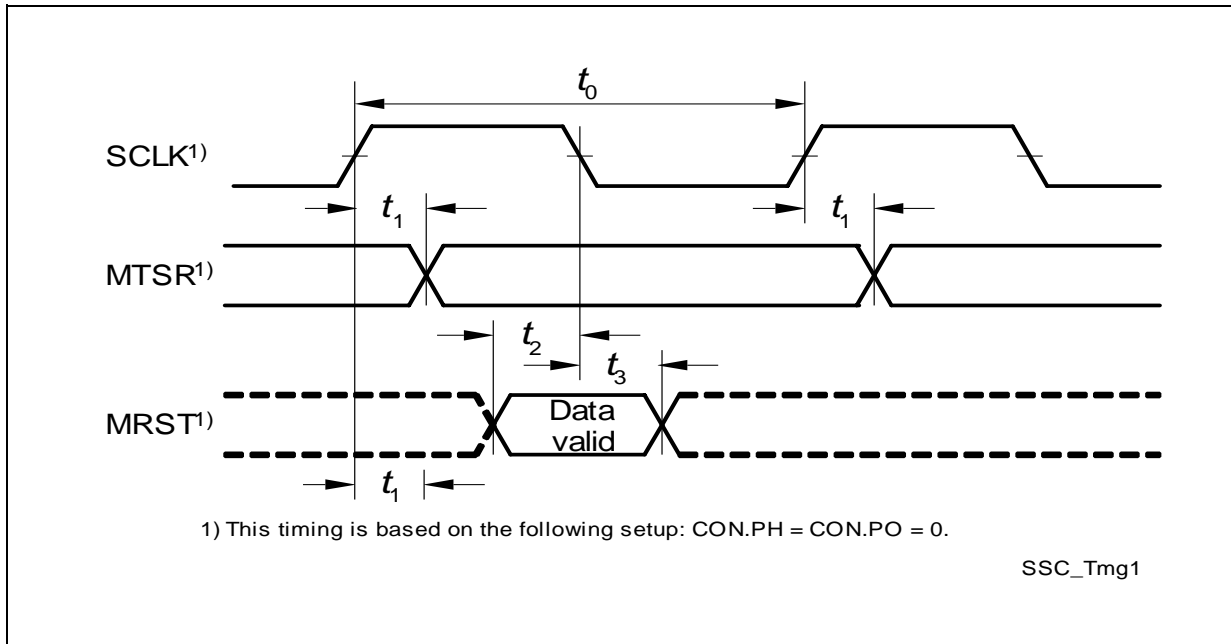 t0
SCLK1)
t1 t1
MTSR1)
t2
t3
MRST1) Data valid
t1
1) This timing is based on the following setup: CON.PH = CON.PO = 0.
SSC_Tmg1